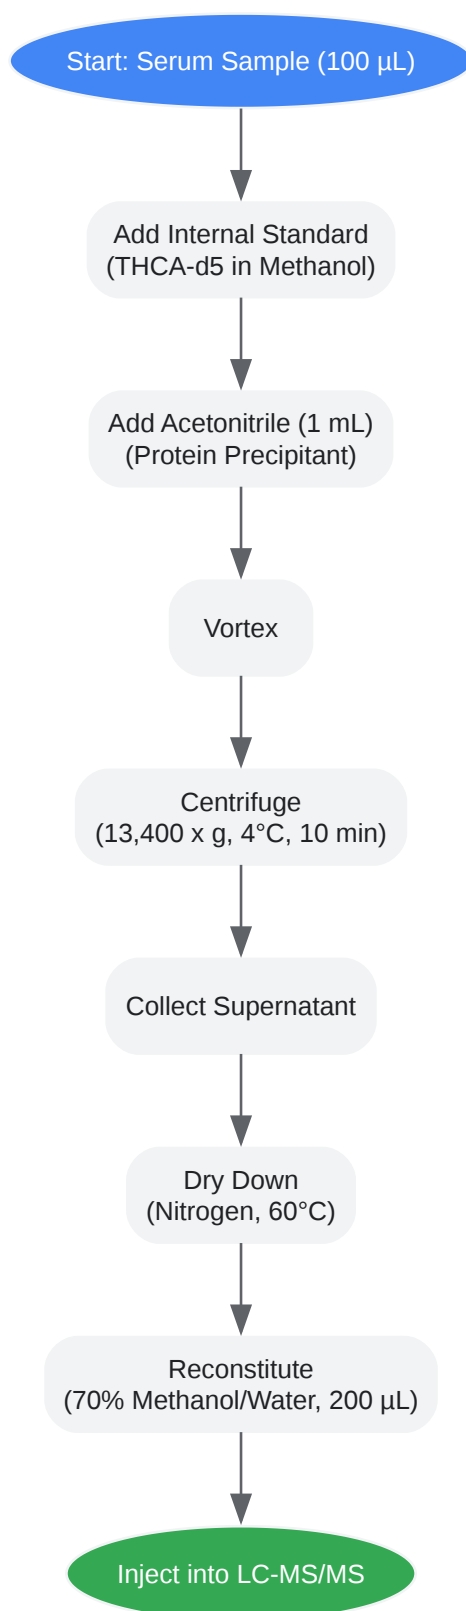 Start: Serum Sample (100 µL)
Add Internal Standard
(THCA-d5 in Methanol)
Add Acetonitrile (1 mL)
(Protein Precipitant)
Vortex
Centrifuge
(13,400 x g, 4°C, 10 min)
Collect Supernatant
Dry Down
(Nitrogen, 60°C)
Reconstitute
(70% Methanol/Water, 200 µL)
Inject into LC-MS/MS